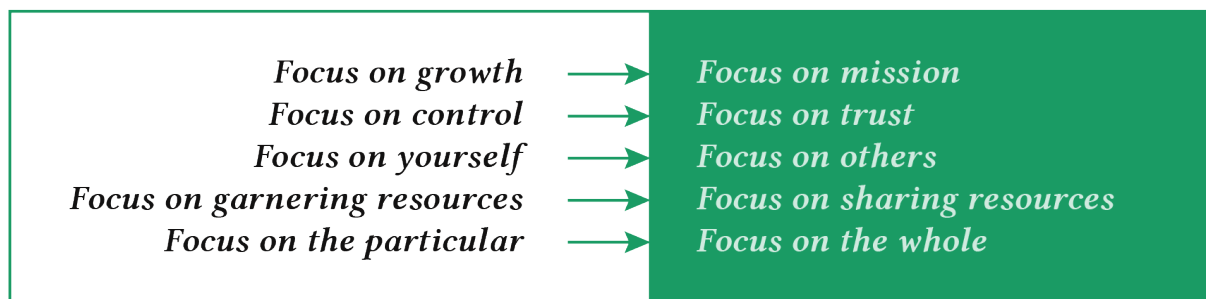 Focus on growth Focus on mission
Focus on control Focus on trust
Focus on yourself Focus on others
Focus on garnering resources Focus on sharing resources
Focus on the particular Focus on the whole